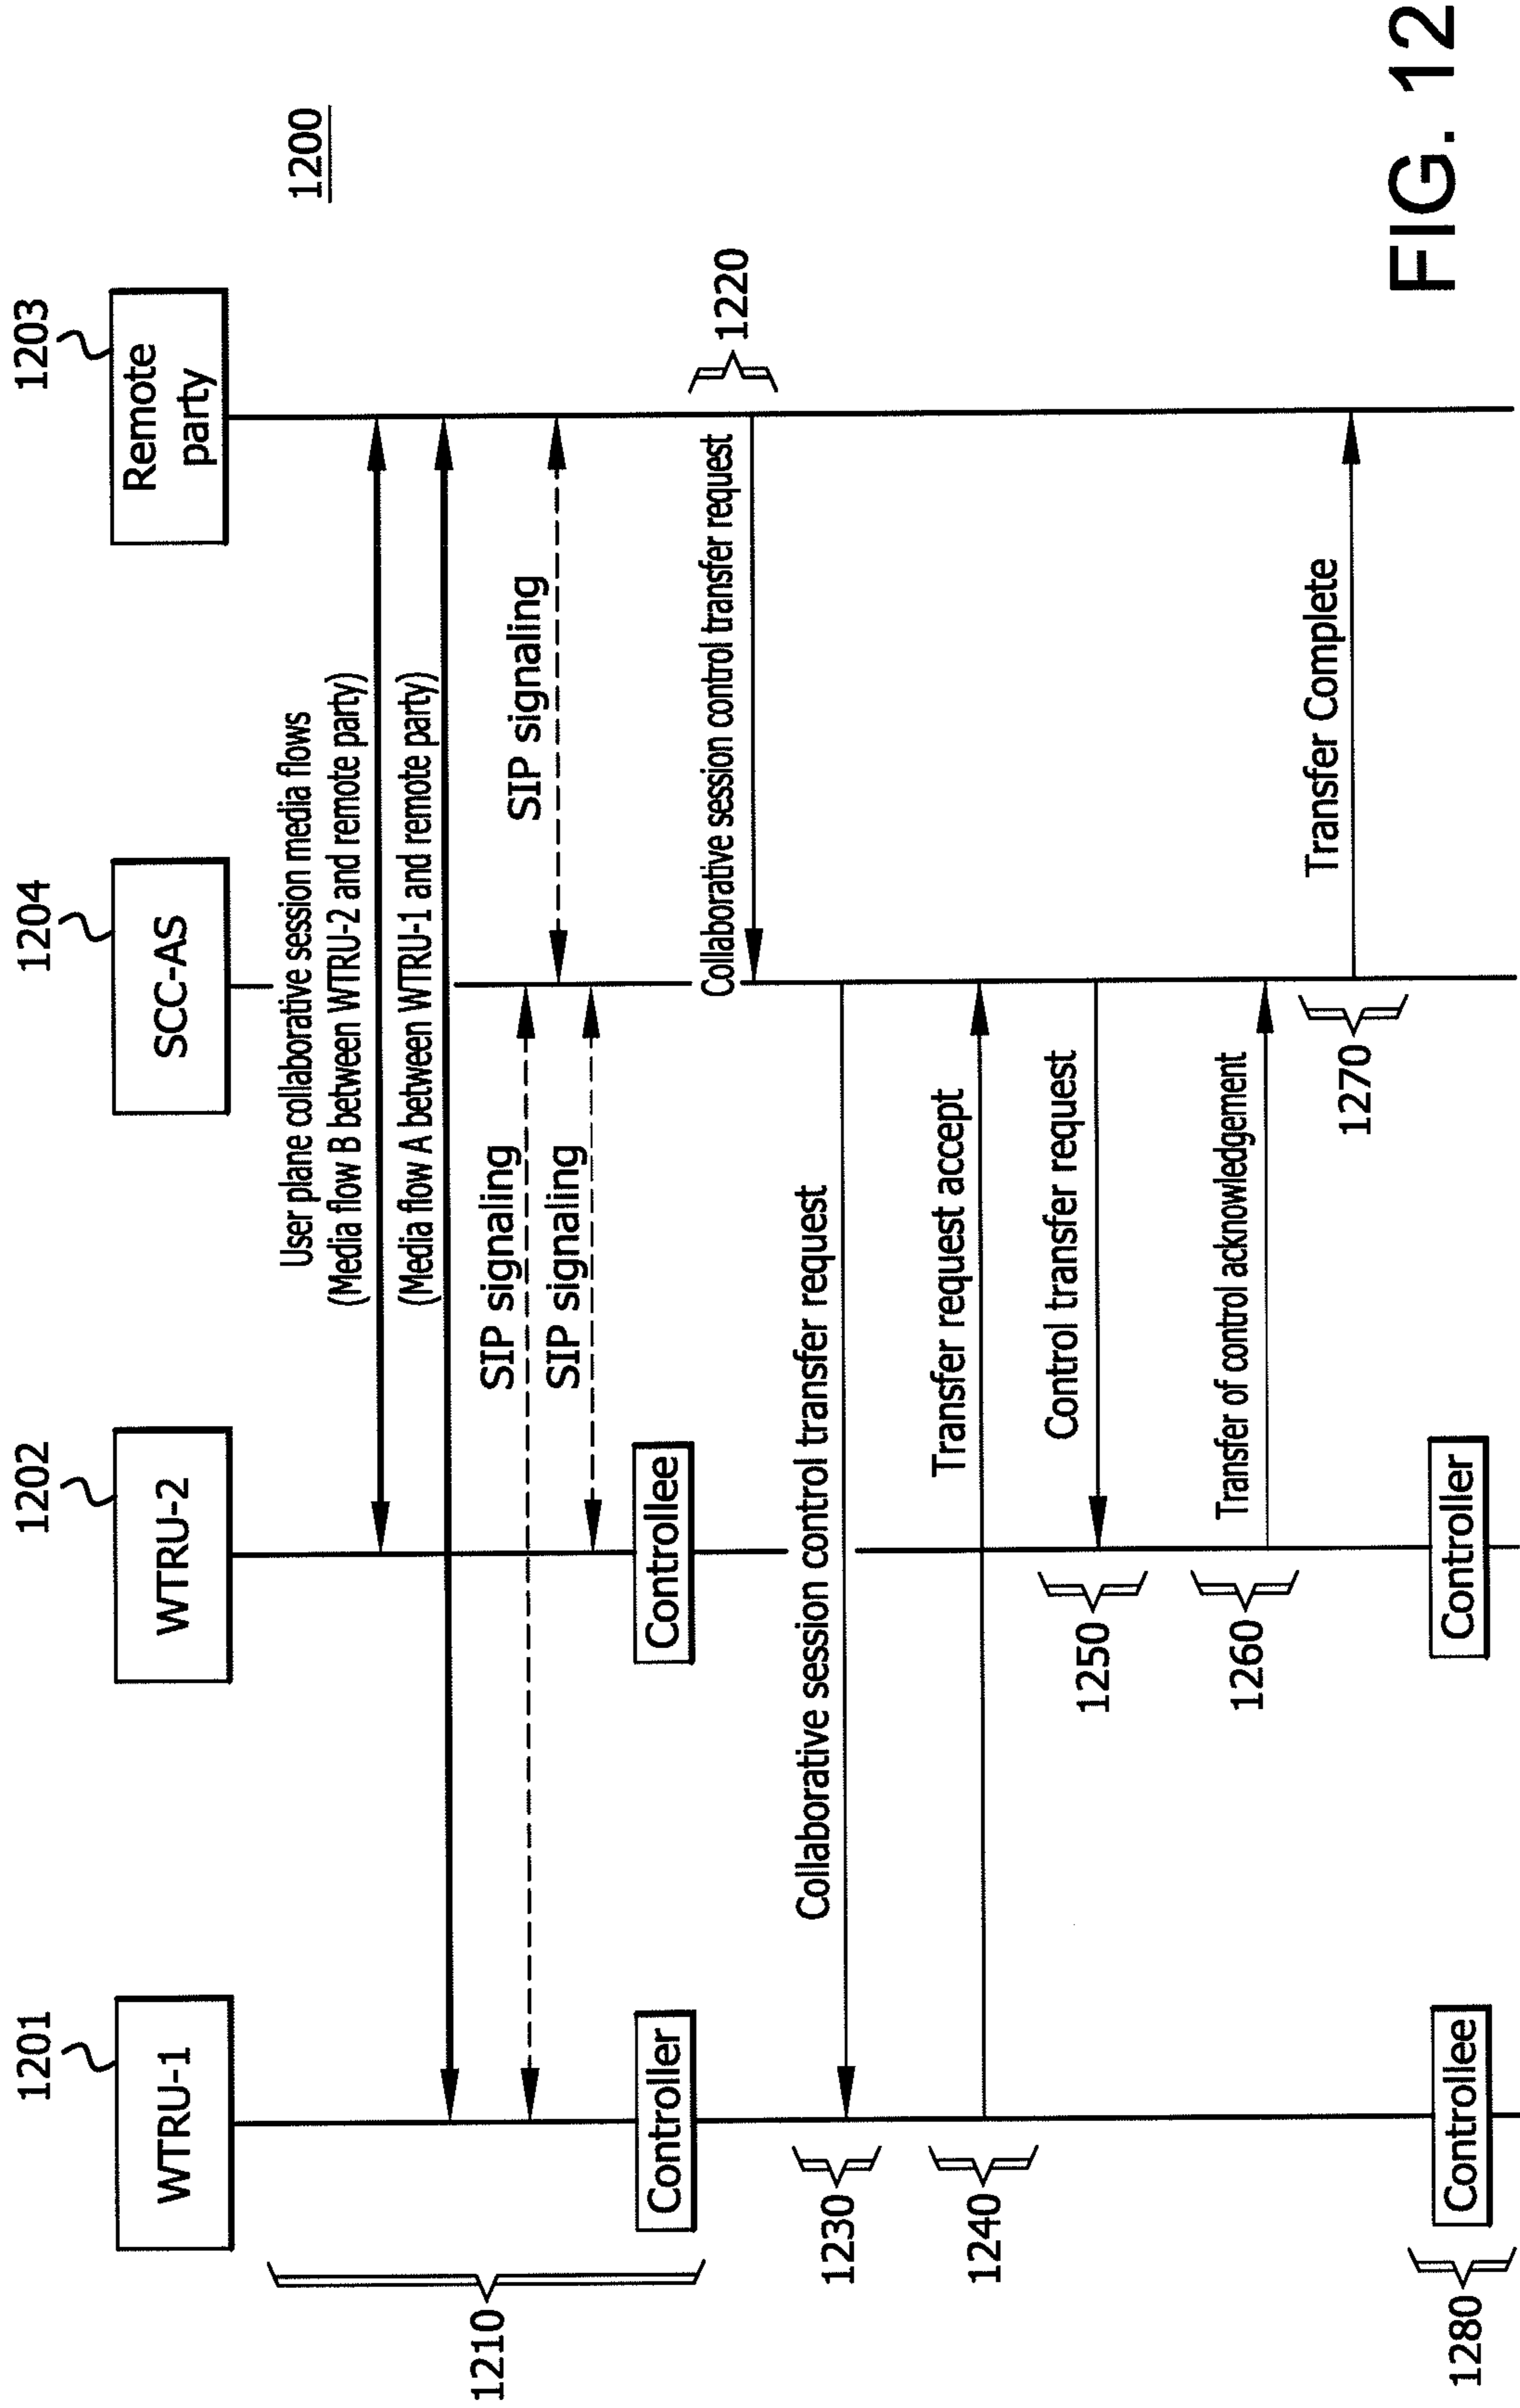 1200
1201
1202
1204
1203
WTRU-1
WTRU-2
SCC-AS
Remote
party
User plane collaborative session media flows
(Media flow B between WTRU-2 and remote party)
(Media flow A between WTRU-1 and remote party)
1210
SIP signaling
SIP signaling
SIP signaling
Controller
Controllee
Collaborative session control transfer request
1220
Collaborative session control transfer request
1230
Transfer request accept
1240
Control transfer request
1250
Transfer of control acknowledgement
1260
Transfer Complete
1270
Controllee
Controller
1280
FIG. 12